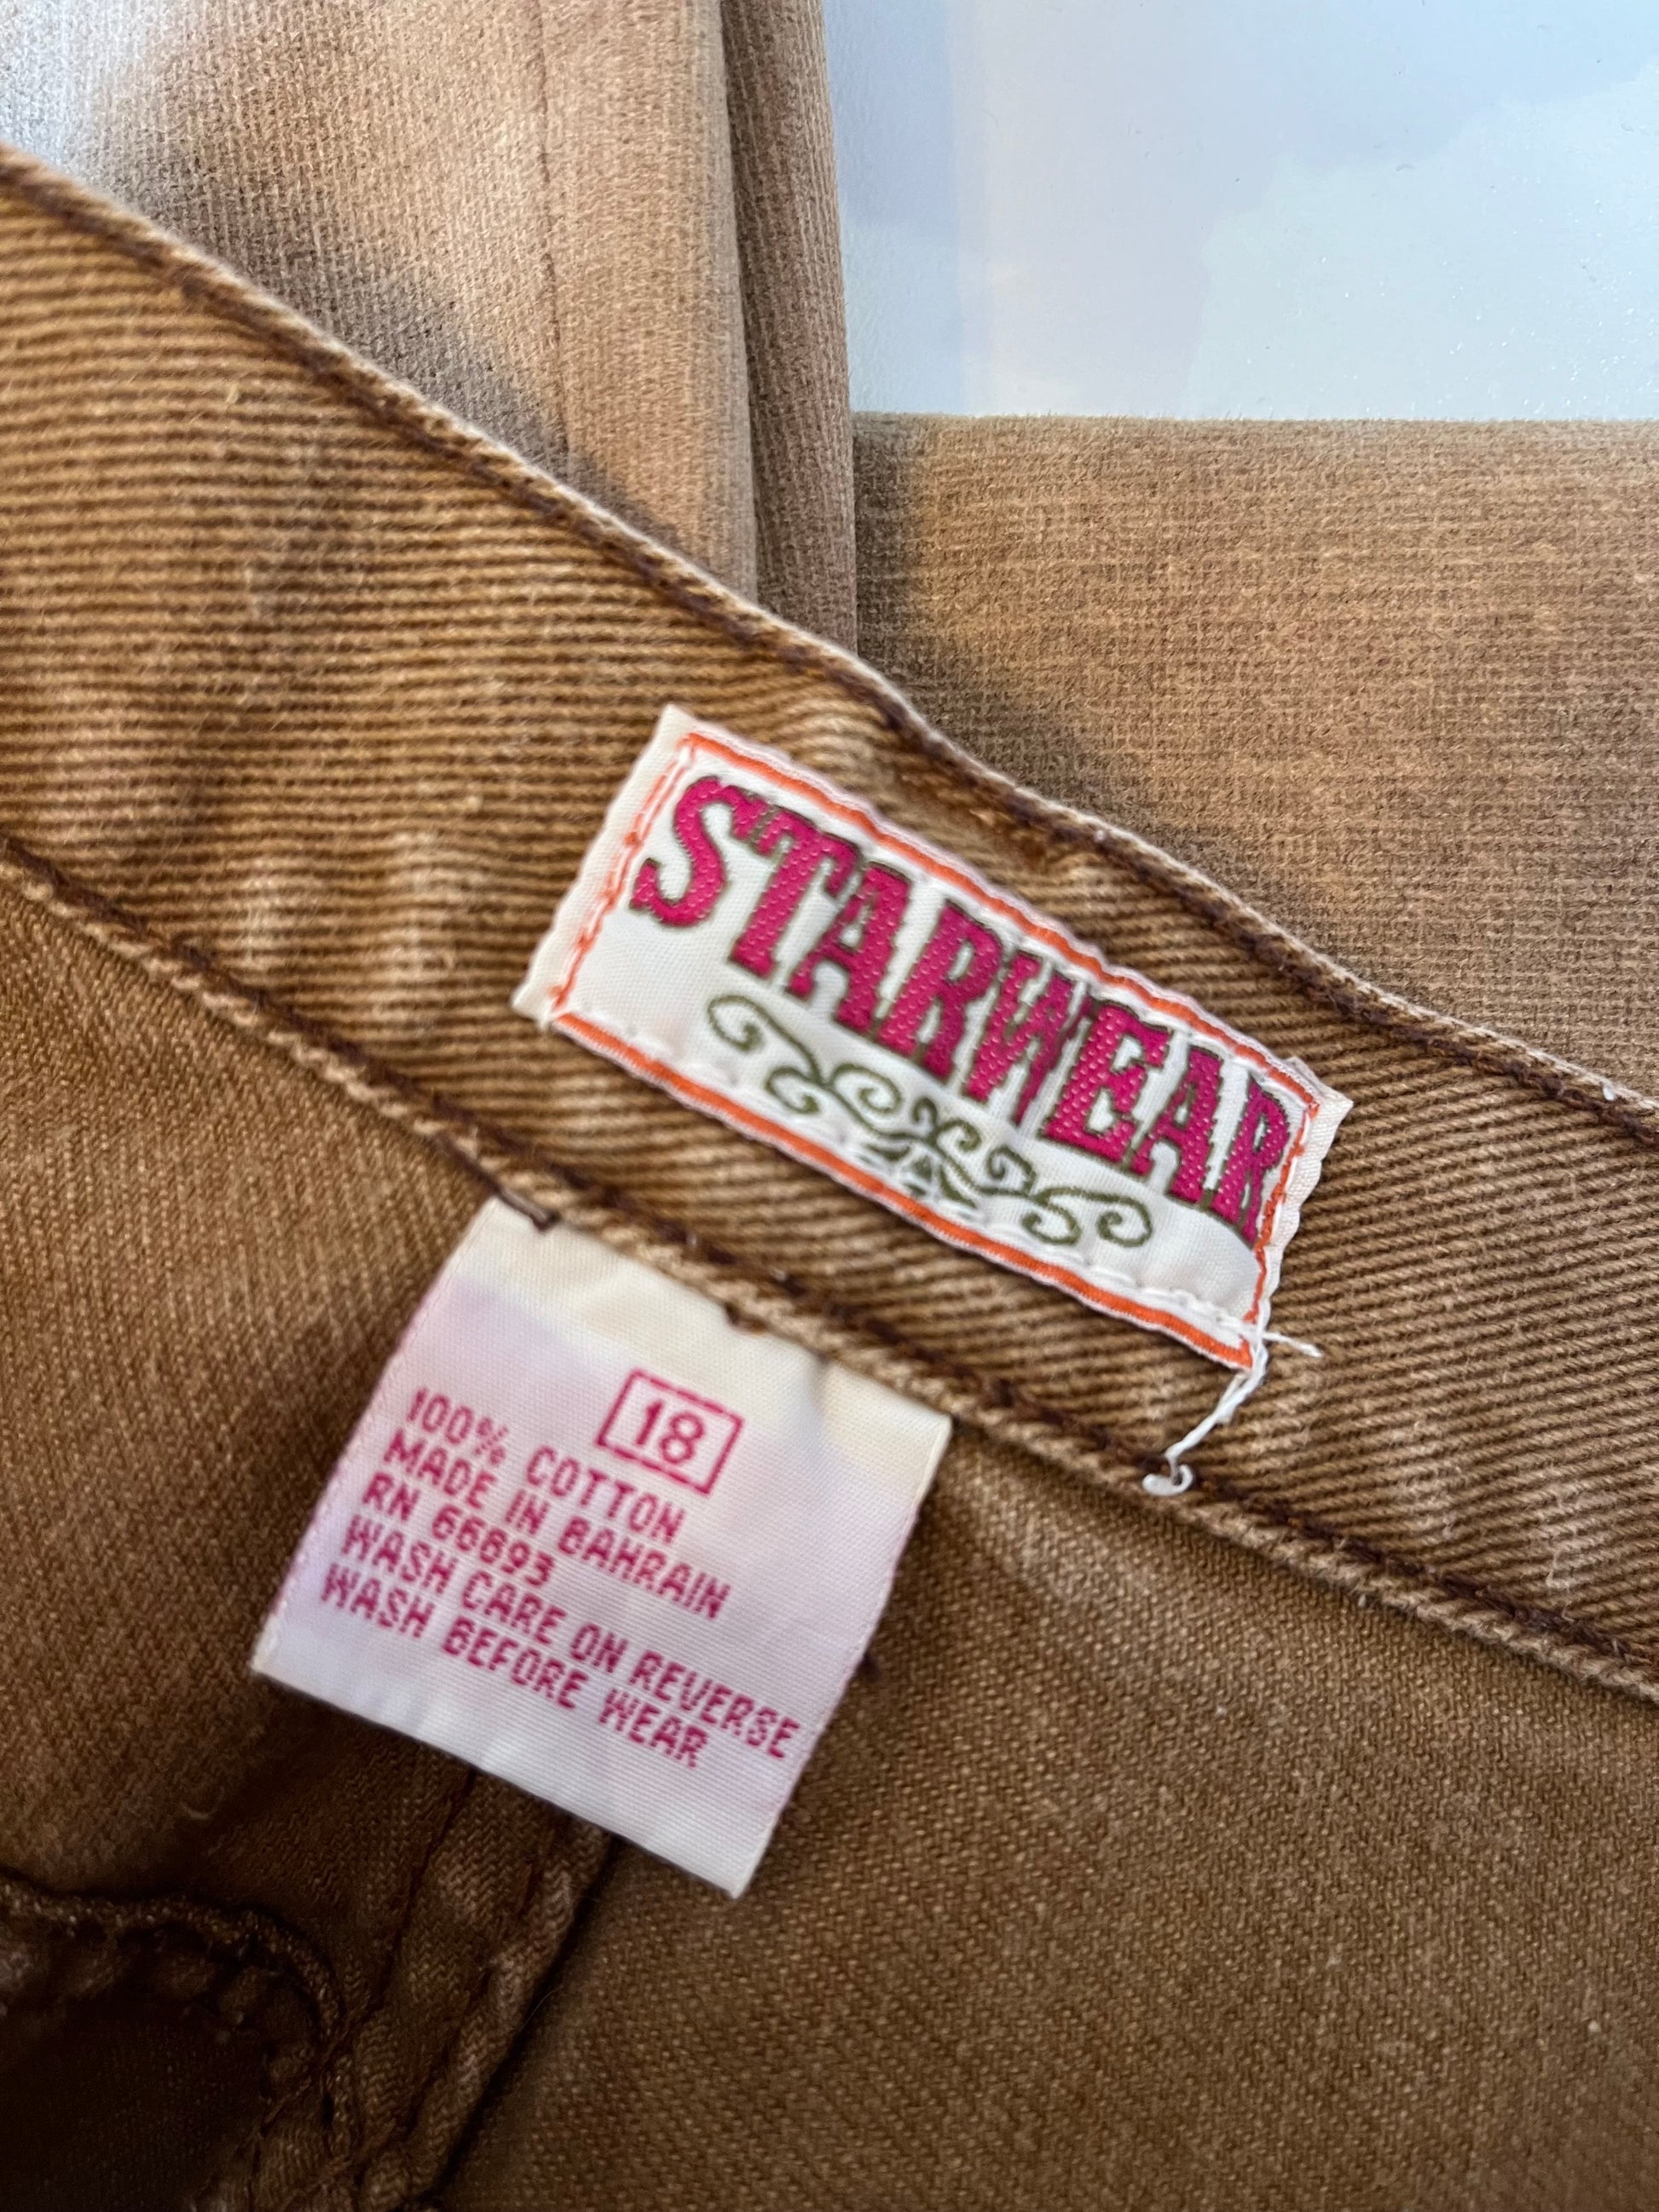 STARWEAR
18
100% COTTON
MADE IN BAHRAIN
RN 66693
WASH CARE ON REVERSE
WASH BEFORE WEAR